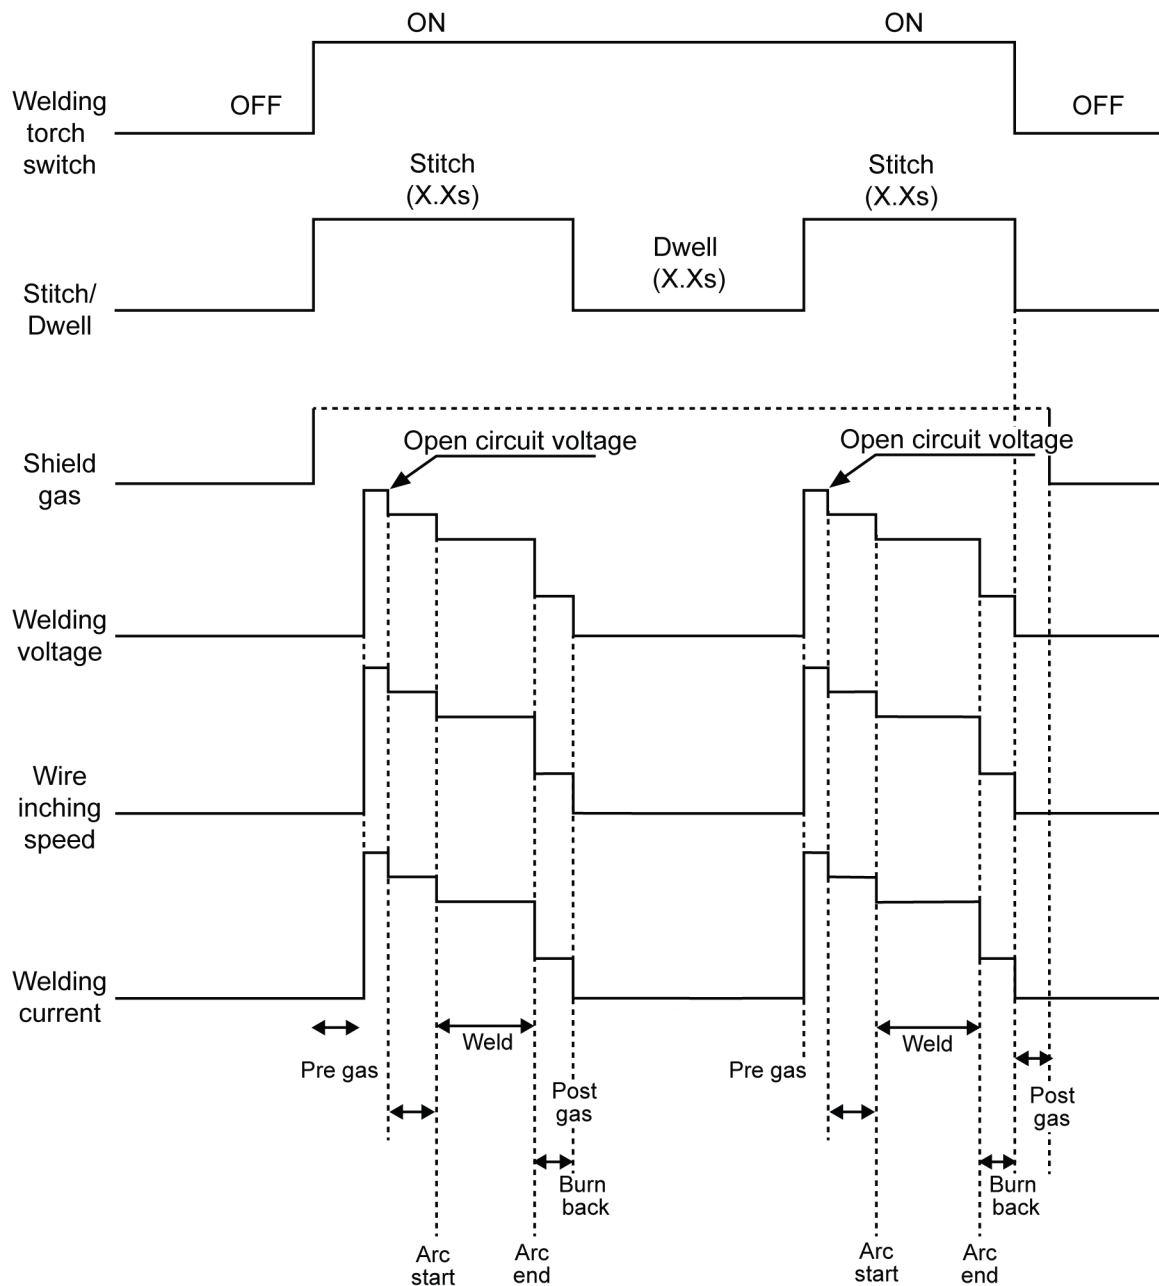 ON
ON
OFF
OFF
Welding
torch
switch
Stitch
(X.Xs)
Stitch
(X.Xs)
Dwell
(X.Xs)
Stitch/
Dwell
Open circuit voltage
Open circuit voltage
Shield
gas
Welding
voltage
Wire
inching
speed
Welding
current
Weld
Weld
Pre gas
Pre gas
Post
gas
Post
gas
Burn
back
Burn
back
Arc
start
Arc
end
Arc
start
Arc
end